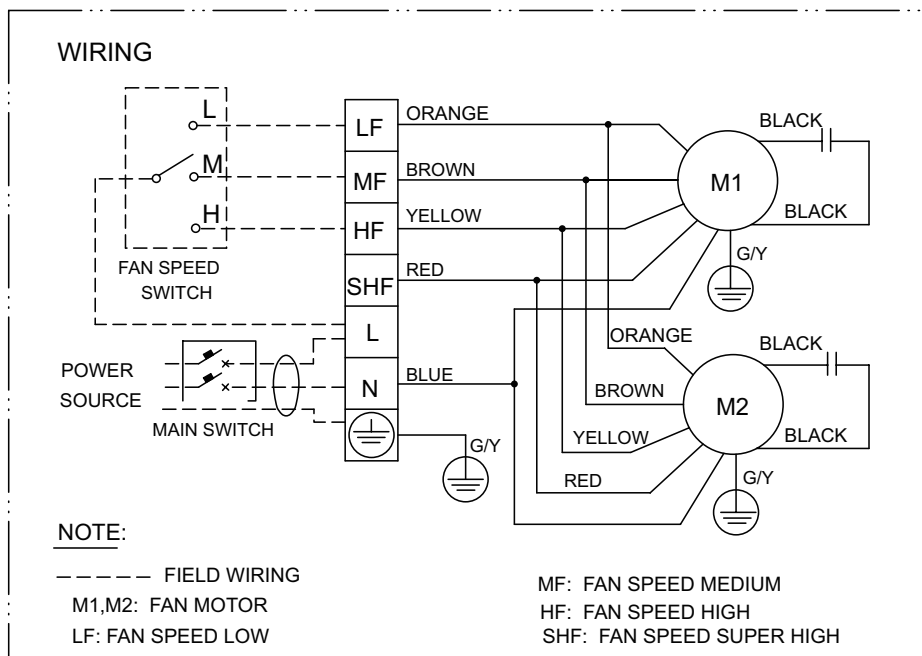 WIRING
L
M
H
FAN SPEED
SWITCH
POWER
SOURCE
MAIN SWITCH
LF
MF
HF
SHF
L
N
ORANGE
BROWN
YELLOW
RED
BLUE
G/Y
M1
BLACK
BLACK
G/Y
ORANGE
BROWN
YELLOW
RED
M2
BLACK
BLACK
G/Y
NOTE:
FIELD WIRING
M1,M2: FAN MOTOR
LF: FAN SPEED LOW
MF: FAN SPEED MEDIUM
HF: FAN SPEED HIGH
SHF: FAN SPEED SUPER HIGH